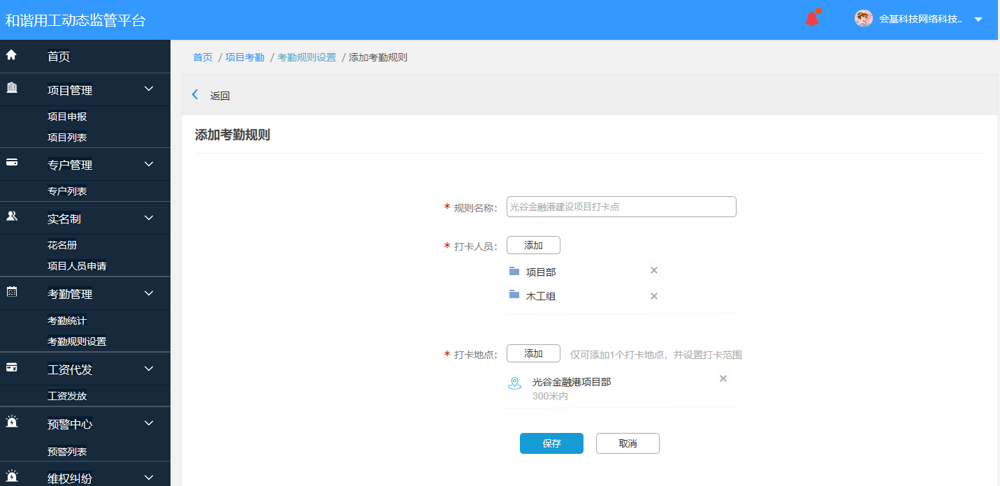 和谐用工动态监管平台
会基科技网络科技..
首页
项目管理
项目申报
项目列表
专户管理
专户列表
实名制
花名册
项目人员申请
考勤管理
考勤统计
考勤规则设置
工资代发
工资发放
预警中心
预警列表
维权纠纷
首页 / 项目考勤 / 考勤规则设置 / 添加考勤规则
返回
添加考勤规则
* 规则名称: 光谷金融港建设项目打卡点
* 打卡人员: 添加
项目部
木工组
* 打卡地点: 添加 仅可添加1个打卡地点，并设置打卡范围
光谷金融港项目部
300米内
保存 取消